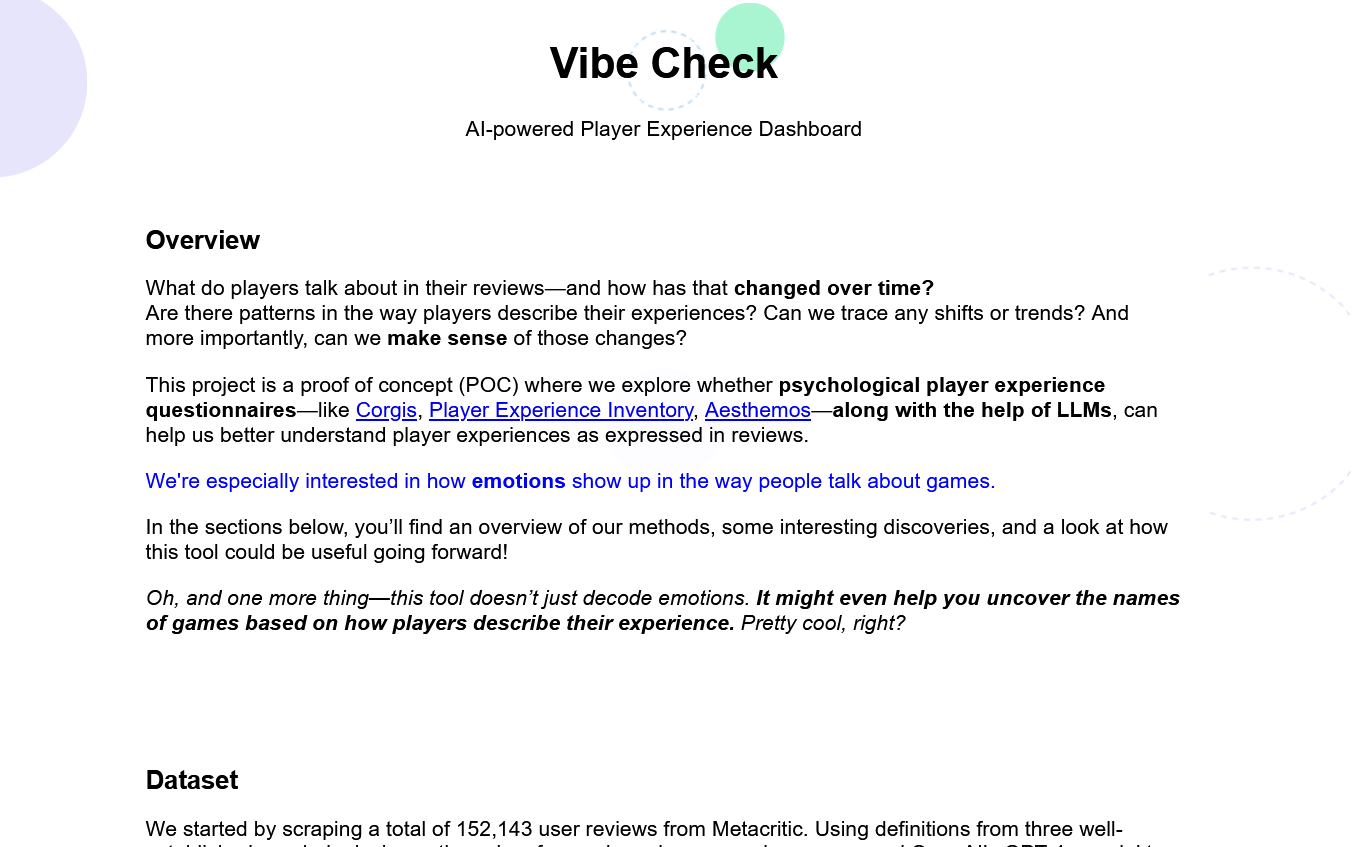 Vibe Check
AI-powered Player Experience Dashboard
Overview
What do players talk about in their reviews—and how has that changed over time?
Are there patterns in the way players describe their experiences? Can we trace any shifts or trends? And
more importantly, can we make sense of those changes?
This project is a proof of concept (POC) where we explore whether psychological player experience
questionnaires—like Corgis, Player Experience Inventory, Aesthemos—along with the help of LLMs, can
help us better understand player experiences as expressed in reviews.
We're especially interested in how emotions show up in the way people talk about games.
In the sections below, you’ll find an overview of our methods, some interesting discoveries, and a look at how
this tool could be useful going forward!
Oh, and one more thing—this tool doesn’t just decode emotions. It might even help you uncover the names
of games based on how players describe their experience. Pretty cool, right?
Dataset
We started by scraping a total of 152,143 user reviews from Metacritic. Using definitions from three well-